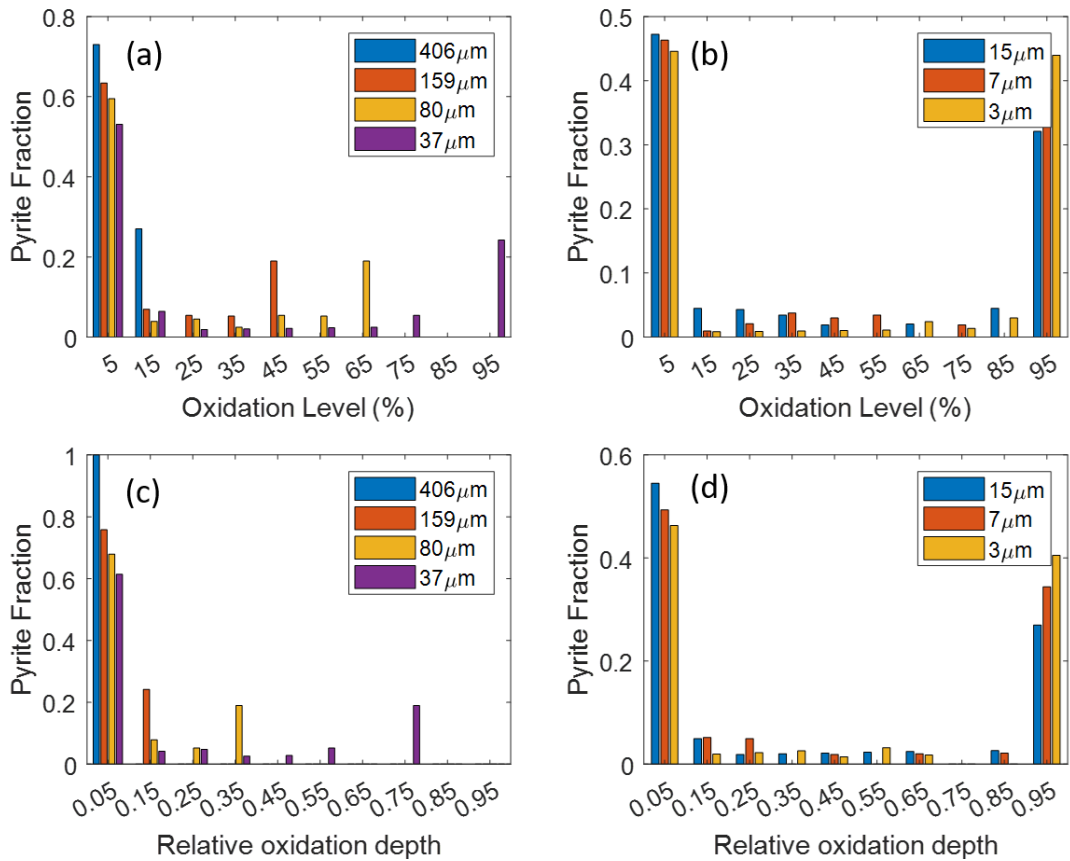 (a)
Pyrite Fraction
0.8
0.6
0.4
0.2
0
406μm
159μm
80μm
37μm
5 15 25 35 45 55 65 75 85 95
Oxidation Level (%)
(b)
Pyrite Fraction
0.5
0.4
0.3
0.2
0.1
0
15μm
7μm
3μm
5 15 25 35 45 55 65 75 85 95
Oxidation Level (%)
(c)
Pyrite Fraction
1
0.8
0.6
0.4
0.2
0
406μm
159μm
80μm
37μm
0.05 0.15 0.25 0.35 0.45 0.55 0.65 0.75 0.85 0.95
Relative oxidation depth
(d)
Pyrite Fraction
0.6
0.4
0.2
0
15μm
7μm
3μm
0.05 0.15 0.25 0.35 0.45 0.55 0.65 0.75 0.85 0.95
Relative oxidation depth